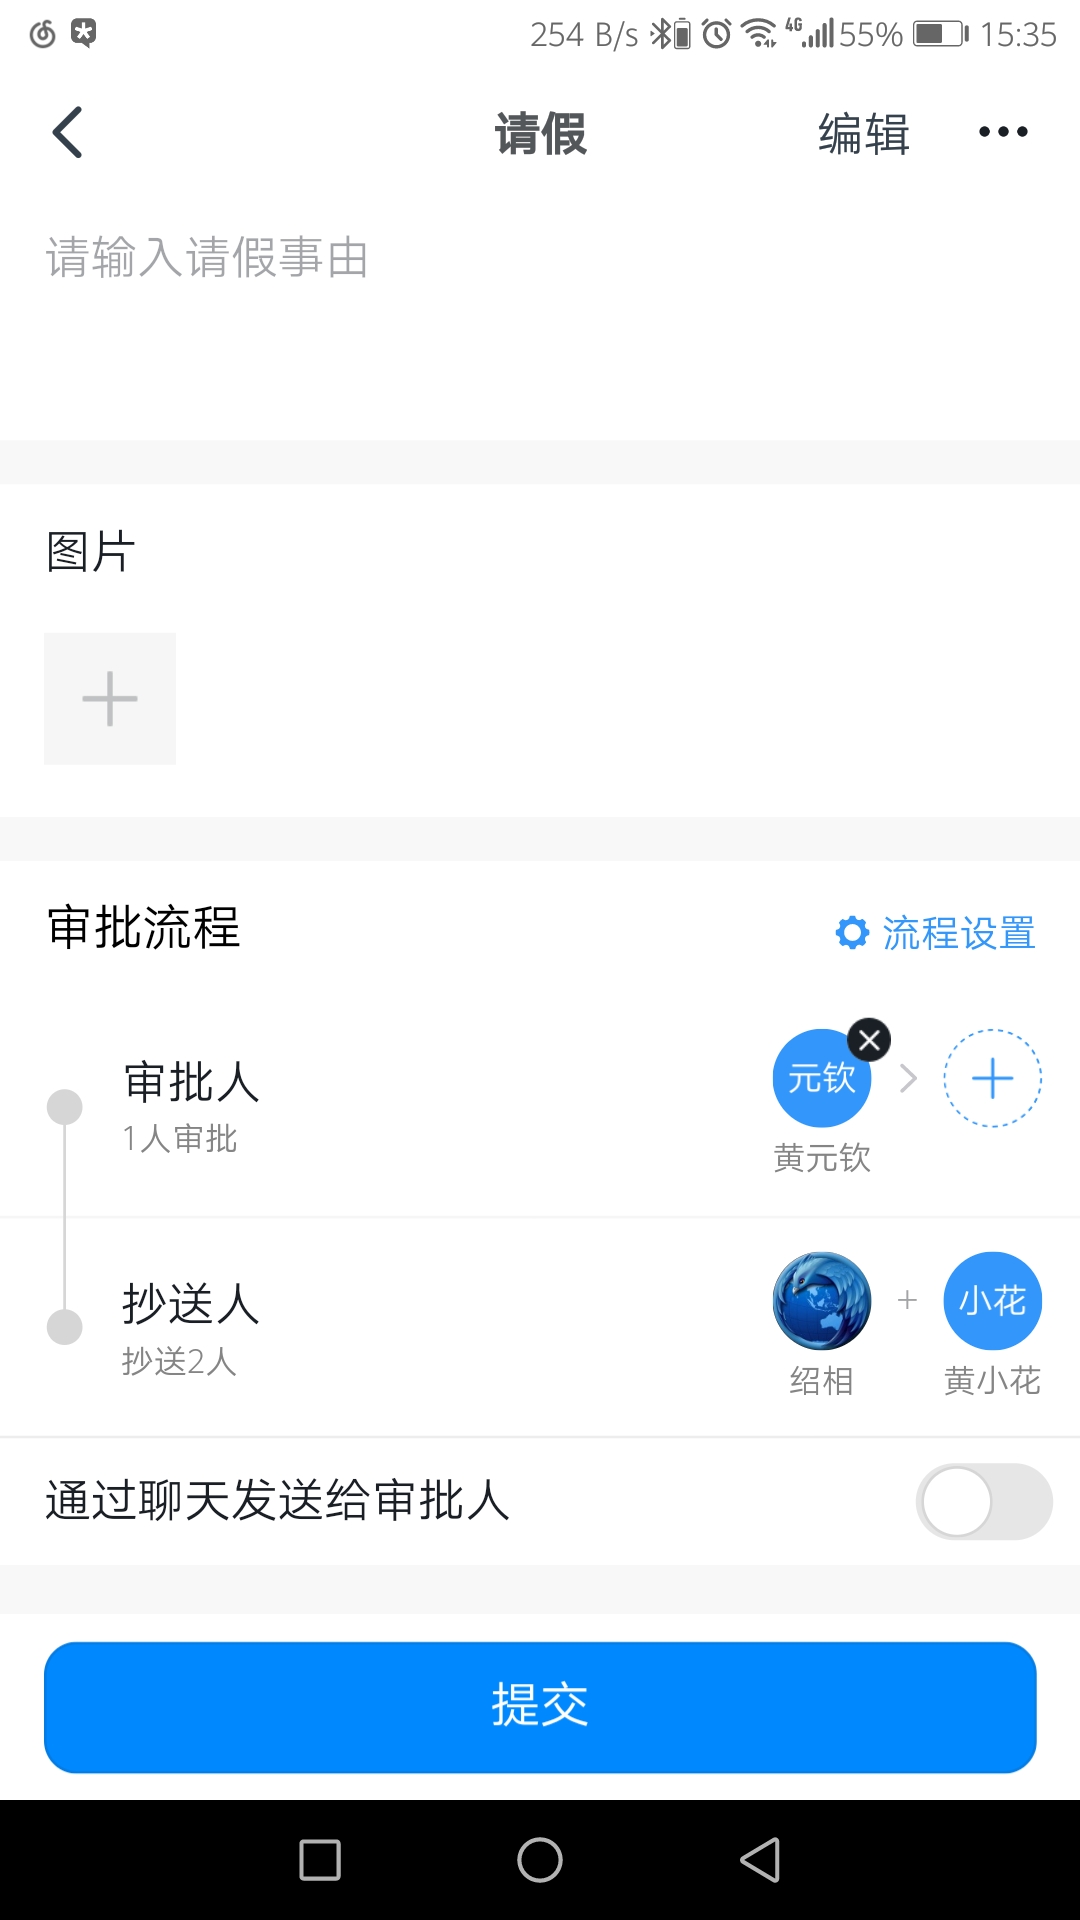 254 B/s 4G 55% 15:35
请假 编辑
请输入请假事由
图片
审批流程
流程设置
审批人
1人审批
元钦
黄元钦
抄送人
抄送2人
小花
绍相
黄小花
通过聊天发送给审批人
提交